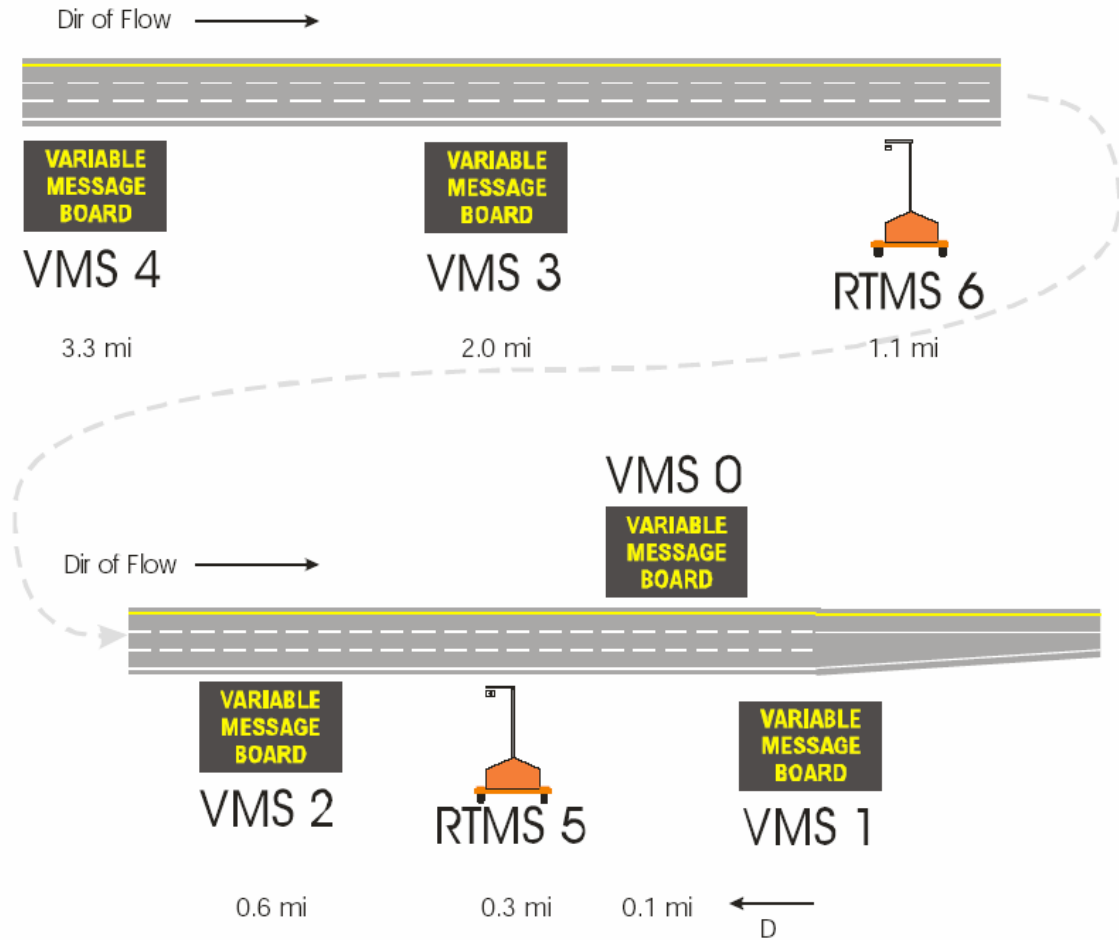 Dir of Flow
VARIABLE
MESSAGE
BOARD
VMS 4
VARIABLE
MESSAGE
BOARD
VMS 3
RTMS 6
3.3 mi
2.0 mi
1.1 mi
VMS 0
VARIABLE
MESSAGE
BOARD
Dir of Flow
VARIABLE
MESSAGE
BOARD
VMS 2
RTMS 5
VARIABLE
MESSAGE
BOARD
VMS 1
0.6 mi
0.3 mi
0.1 mi
D